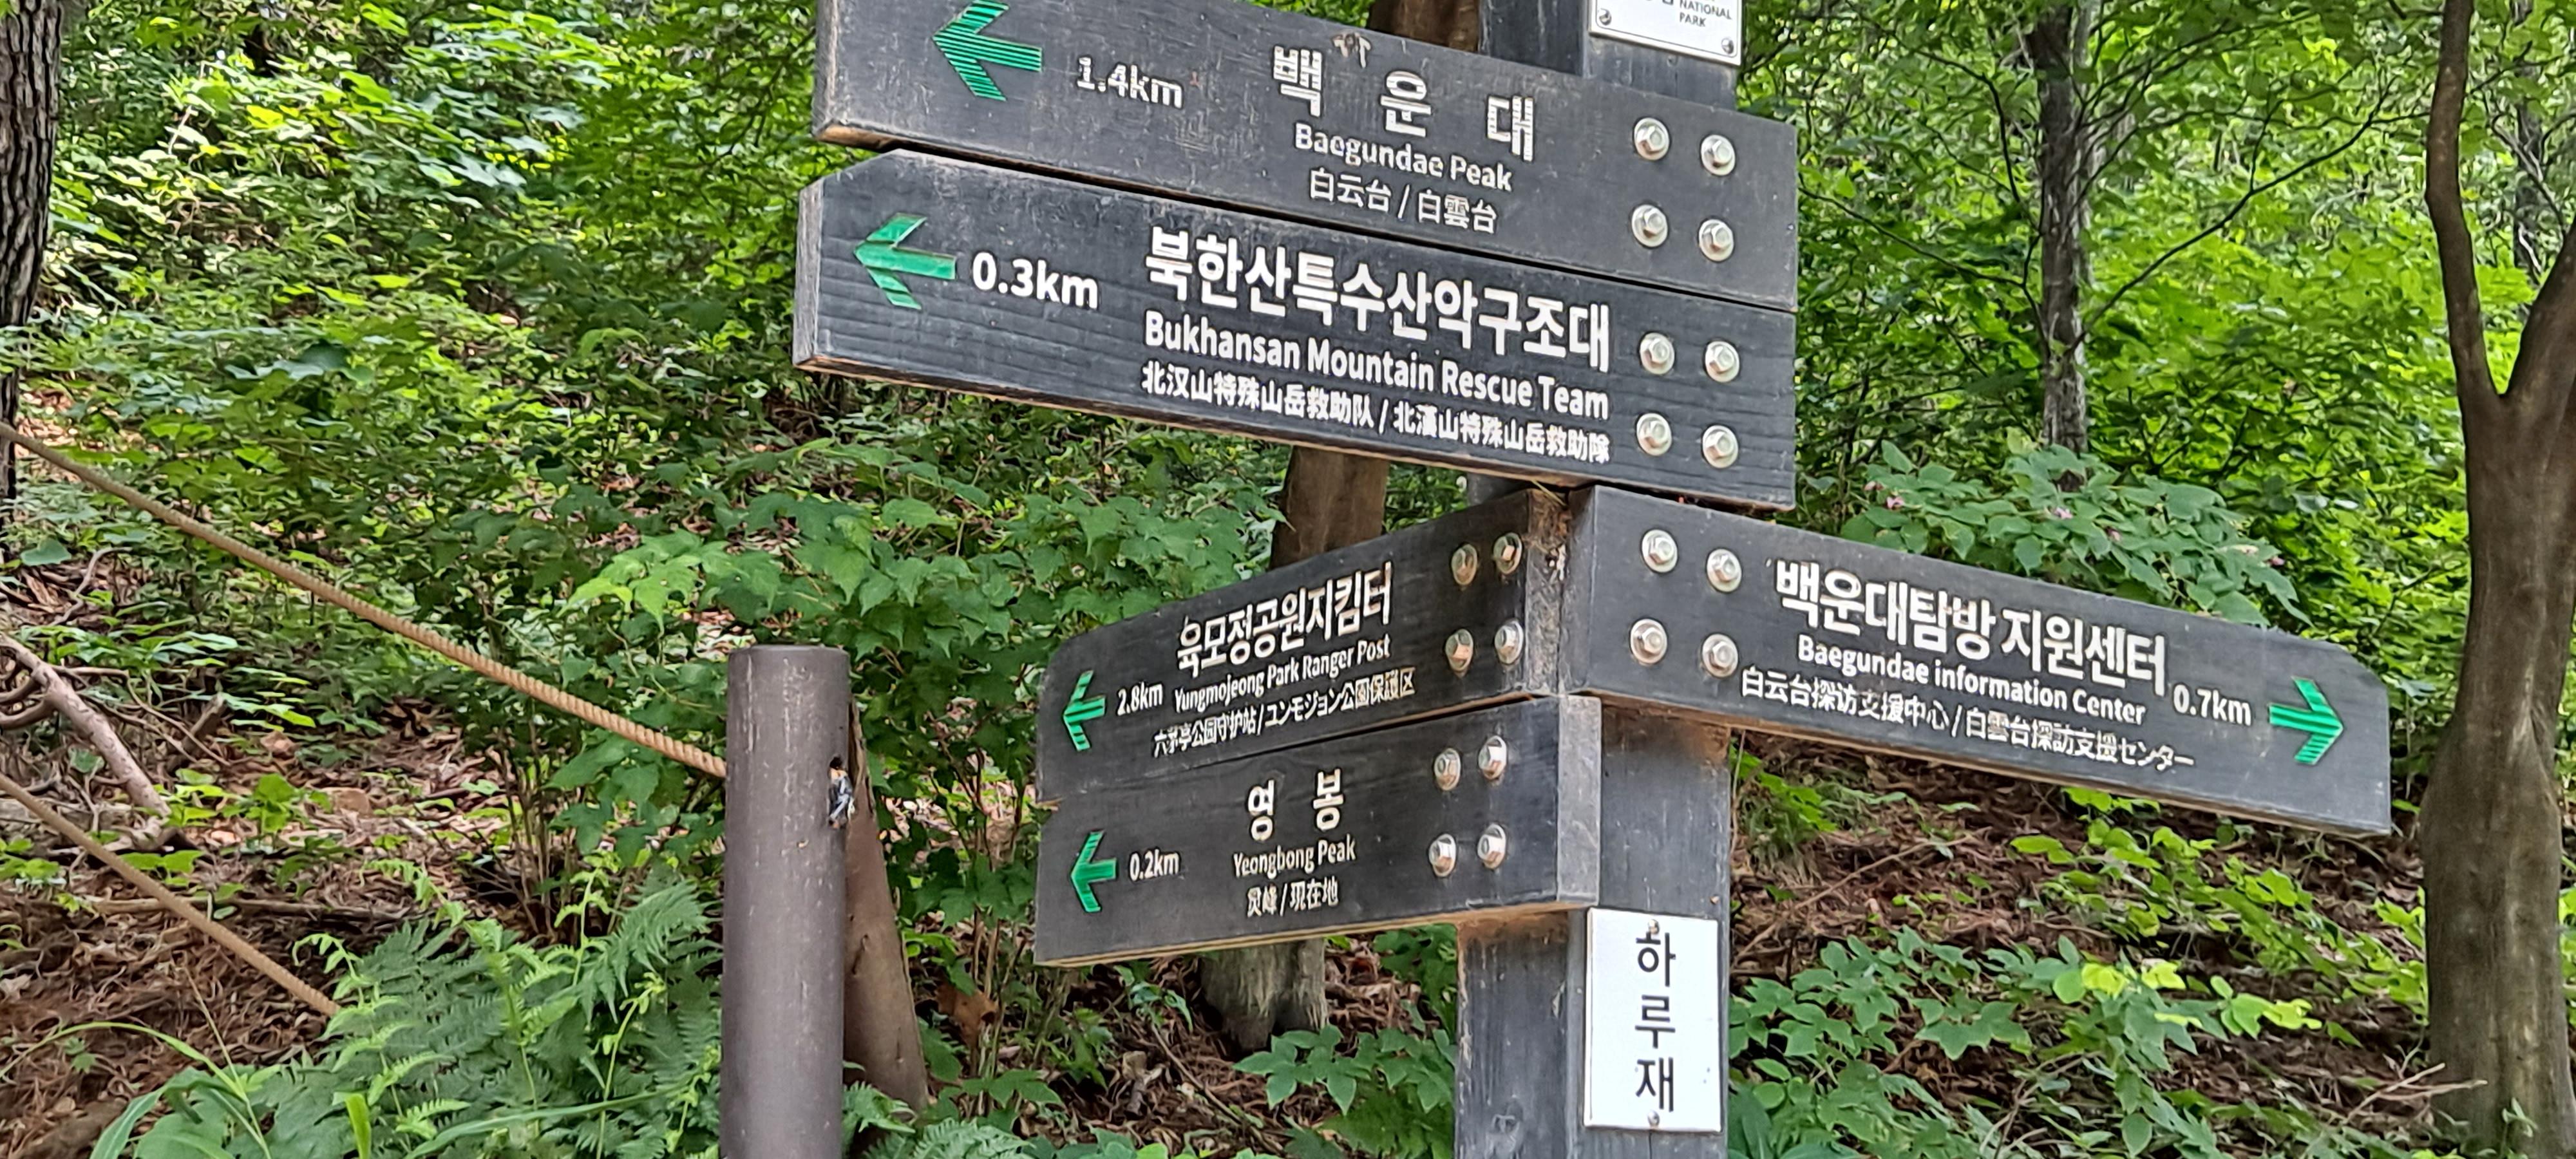 NATIONAL
PARK
1.4km
백 운 대
Baegundae Peak
白云台 / 白雲台
0.3km
북한산특수산악구조대
Bukhansan Mountain Rescue Team
北汉山特殊山岳救助队 / 北漢山特殊山岳救助隊
육모정공원지킴터
2.8km Yungmojeong Park Ranger Post
六茅亭公园守护站 / ユンモジョン公園保護区
백운대탐방지원센터
Baegundae information Center
0.7km
白云台探访支援中心 / 白雲台探訪支援センター
영 봉
0.2km
Yeongbong Peak
灵峰 / 現在地
하
루
재